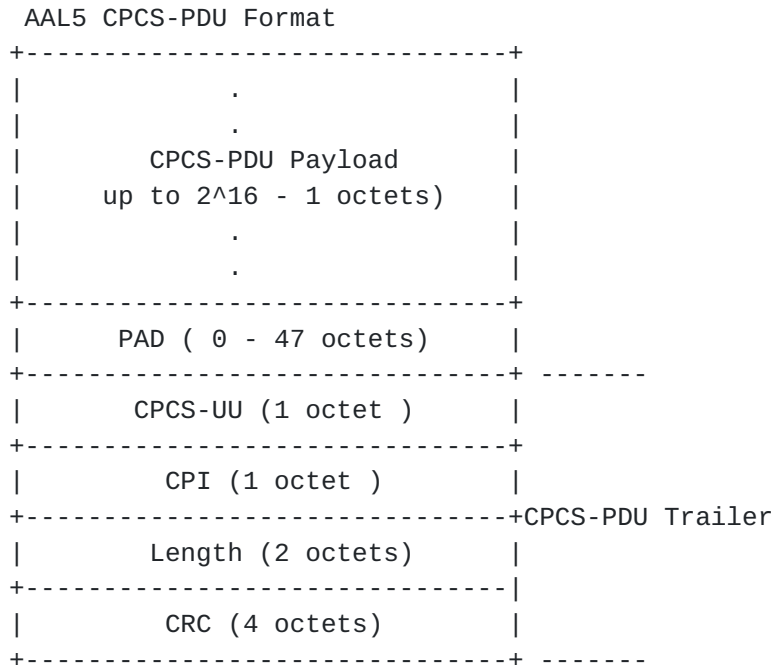 AAL5 CPCS-PDU Format
+-------------------------------+
|               .               |
|               .               |
|        CPCS-PDU Payload       |
|     up to 2^16 - 1 octets)    |
|               .               |
|               .               |
+-------------------------------+
|      PAD ( 0 - 47 octets)     |
+-------------------------------+ -------
|       CPCS-UU (1 octet )      |
+-------------------------------+
|         CPI (1 octet )        |
+-------------------------------+CPCS-PDU Trailer
|        Length (2 octets)      |
+-------------------------------|
|         CRC (4 octets)        |
+-------------------------------+ -------